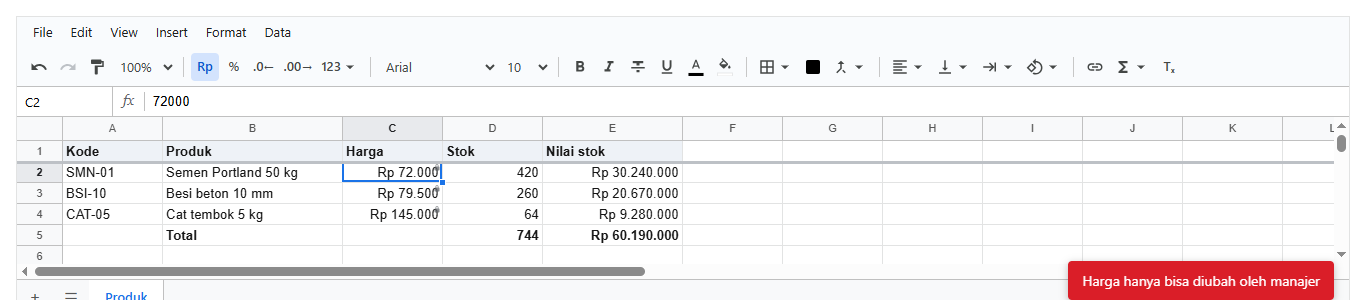 File Edit View Insert Format Data
100% Rp % .0← .00→ 123 Arial 10 B I U A Σ Tx
C2 fx 72000
A B C D E F G H I J K L
1 Kode Produk Harga Stok Nilai stok
2 SMN-01 Semen Portland 50 kg Rp 72.000 420 Rp 30.240.000
3 BSI-10 Besi beton 10 mm Rp 79.500 260 Rp 20.670.000
4 CAT-05 Cat tembok 5 kg Rp 145.000 64 Rp 9.280.000
5 Total 744 Rp 60.190.000
6
Harga hanya bisa diubah oleh manajer
+ Produk